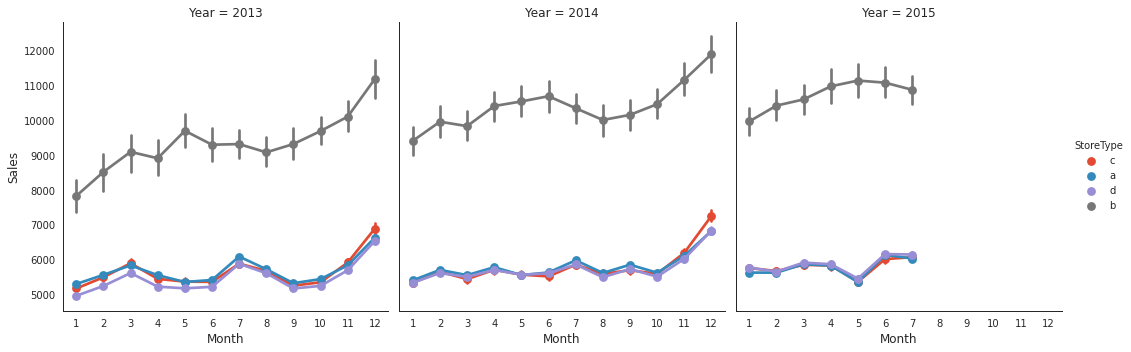 Year = 2013 Year = 2014 Year = 2015
12000
11000
10000
9000
8000
7000
6000
5000
Sales
StoreType
c
a
d
b
1 2 3 4 5 6 7 8 9 10 11 12 1 2 3 4 5 6 7 8 9 10 11 12 1 2 3 4 5 6 7 8 9 10 11 12
Month Month Month